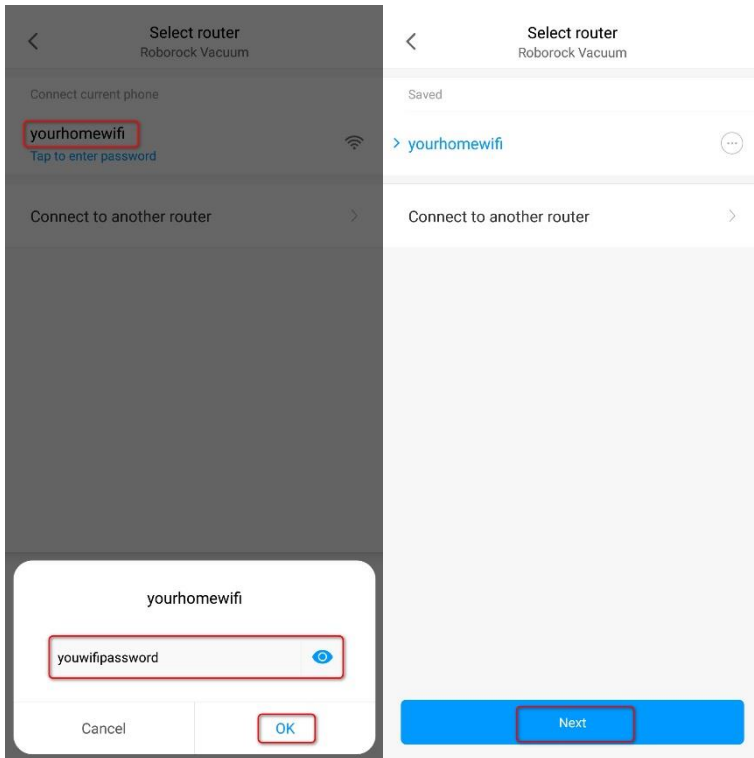 Select router
Roborock Vacuum
Connect current phone
yourhomewifi
Tap to enter password
Connect to another router
yourhomewifi
youwifipassword
Cancel
OK
Select router
Roborock Vacuum
Saved
yourhomewifi
Connect to another router
Next